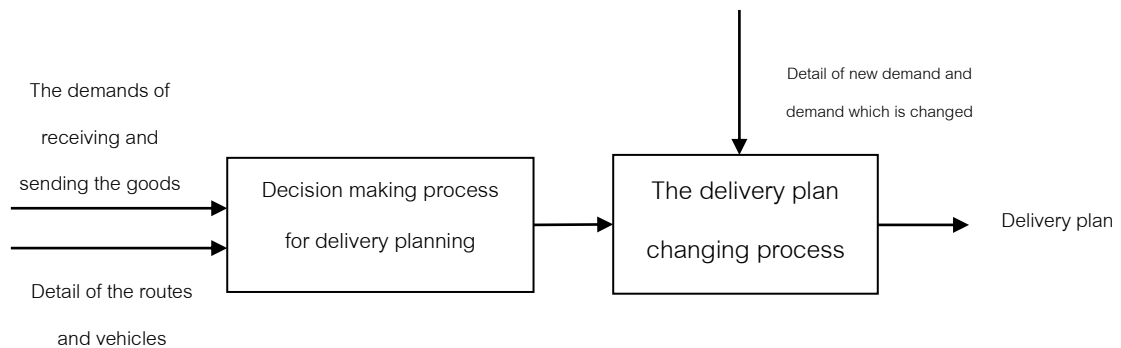 The demands of
receiving and
sending the goods
Detail of the routes
and vehicles
Decision making process
for delivery planning
Detail of new demand and
demand which is changed
The delivery plan
changing process
Delivery plan